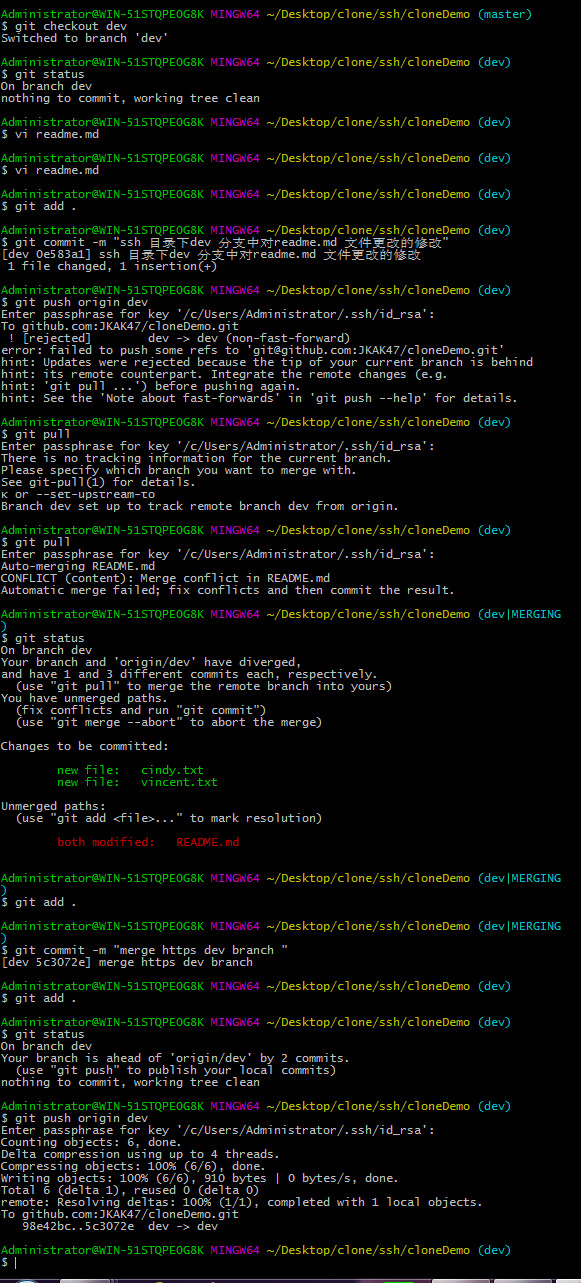 Administrator@WIN-51STQPEOG8K MINGW64 ~/Desktop/clone/ssh/cloneDemo (master)
$ git checkout dev
Switched to branch 'dev'
Administrator@WIN-51STQPEOG8K MINGW64 ~/Desktop/clone/ssh/cloneDemo (dev)
$ git status
On branch dev
nothing to commit, working tree clean
Administrator@WIN-51STQPEOG8K MINGW64 ~/Desktop/clone/ssh/cloneDemo (dev)
$ vi readme.md
Administrator@WIN-51STQPEOG8K MINGW64 ~/Desktop/clone/ssh/cloneDemo (dev)
$ vi readme.md
Administrator@WIN-51STQPEOG8K MINGW64 ~/Desktop/clone/ssh/cloneDemo (dev)
$ git add .
Administrator@WIN-51STQPEOG8K MINGW64 ~/Desktop/clone/ssh/cloneDemo (dev)
$ git commit -m "ssh 目录下dev 分支中对readme.md 文件更改的修改"
[dev 0e583a1] ssh 目录下dev 分支中对readme.md 文件更改的修改
1 file changed, 1 insertion(+)
Administrator@WIN-51STQPEOG8K MINGW64 ~/Desktop/clone/ssh/cloneDemo (dev)
$ git push origin dev
Enter passphrase for key '/c/Users/Administrator/.ssh/id_rsa':
To github.com:JKAK47/cloneDemo.git
! [rejected] dev -> dev (non-fast-forward)
error: failed to push some refs to 'git@github.com:JKAK47/cloneDemo.git'
hint: Updates were rejected because the tip of your current branch is behind
hint: its remote counterpart. Integrate the remote changes (e.g.
hint: 'git pull ...') before pushing again.
hint: See the 'Note about fast-forwards' in 'git push --help' for details.
Administrator@WIN-51STQPEOG8K MINGW64 ~/Desktop/clone/ssh/cloneDemo (dev)
$ git pull
Enter passphrase for key '/c/Users/Administrator/.ssh/id_rsa':
There is no tracking information for the current branch.
Please specify which branch you want to merge with.
See git-pull(1) for details.
or --set-upstream-to
Branch dev set up to track remote branch dev from origin.
Administrator@WIN-51STQPEOG8K MINGW64 ~/Desktop/clone/ssh/cloneDemo (dev)
$ git pull
Enter passphrase for key '/c/Users/Administrator/.ssh/id_rsa':
Auto-merging README.md
CONFLICT (content): Merge conflict in README.md
Automatic merge failed; fix conflicts and then commit the result.
Administrator@WIN-51STQPEOG8K MINGW64 ~/Desktop/clone/ssh/cloneDemo (dev|MERGING
)
$ git status
On branch dev
Your branch and 'origin/dev' have diverged,
and have 1 and 3 different commits each, respectively.
(use "git pull" to merge the remote branch into yours)
You have unmerged paths.
(fix conflicts and run "git commit")
(use "git merge --abort" to abort the merge)
Changes to be committed:
new file: cindy.txt
new file: vincent.txt
Unmerged paths:
(use "git add <file>..." to mark resolution)
both modified: README.md
Administrator@WIN-51STQPEOG8K MINGW64 ~/Desktop/clone/ssh/cloneDemo (dev|MERGING
)
$ git add .
Administrator@WIN-51STQPEOG8K MINGW64 ~/Desktop/clone/ssh/cloneDemo (dev|MERGING
)
$ git commit -m "merge https dev branch "
[dev 5c3072e] merge https dev branch
Administrator@WIN-51STQPEOG8K MINGW64 ~/Desktop/clone/ssh/cloneDemo (dev)
$ git add .
Administrator@WIN-51STQPEOG8K MINGW64 ~/Desktop/clone/ssh/cloneDemo (dev)
$ git status
On branch dev
Your branch is ahead of 'origin/dev' by 2 commits.
(use "git push" to publish your local commits)
nothing to commit, working tree clean
Administrator@WIN-51STQPEOG8K MINGW64 ~/Desktop/clone/ssh/cloneDemo (dev)
$ git push origin dev
Enter passphrase for key '/c/Users/Administrator/.ssh/id_rsa':
Counting objects: 6, done.
Delta compression using up to 4 threads.
Compressing objects: 100% (6/6), done.
Writing objects: 100% (6/6), 910 bytes | 0 bytes/s, done.
Total 6 (delta 1), reused 0 (delta 0)
remote: Resolving deltas: 100% (1/1), completed with 1 local objects.
To github.com:JKAK47/cloneDemo.git
98e42bc..5c3072e dev -> dev
Administrator@WIN-51STQPEOG8K MINGW64 ~/Desktop/clone/ssh/cloneDemo (dev)
$